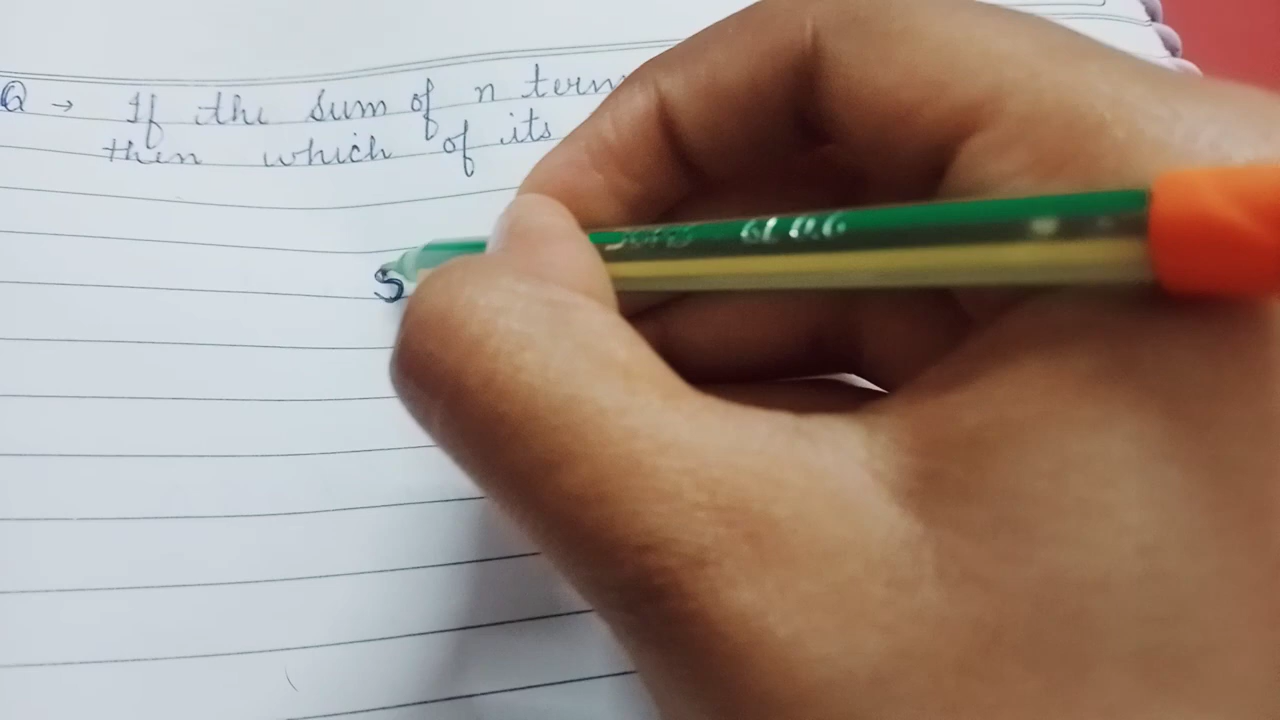 Q → If the sum of n term
then which of its
S